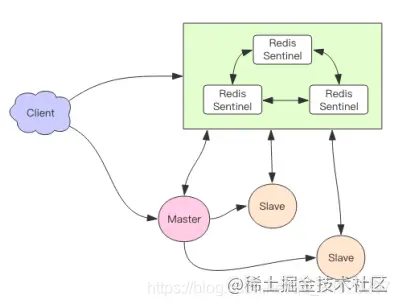 Redis
Sentinel
Redis
Sentinel
Redis
Sentinel
Client
Master
Slave
Slave
@稀土掘金技术社区
https://blog.